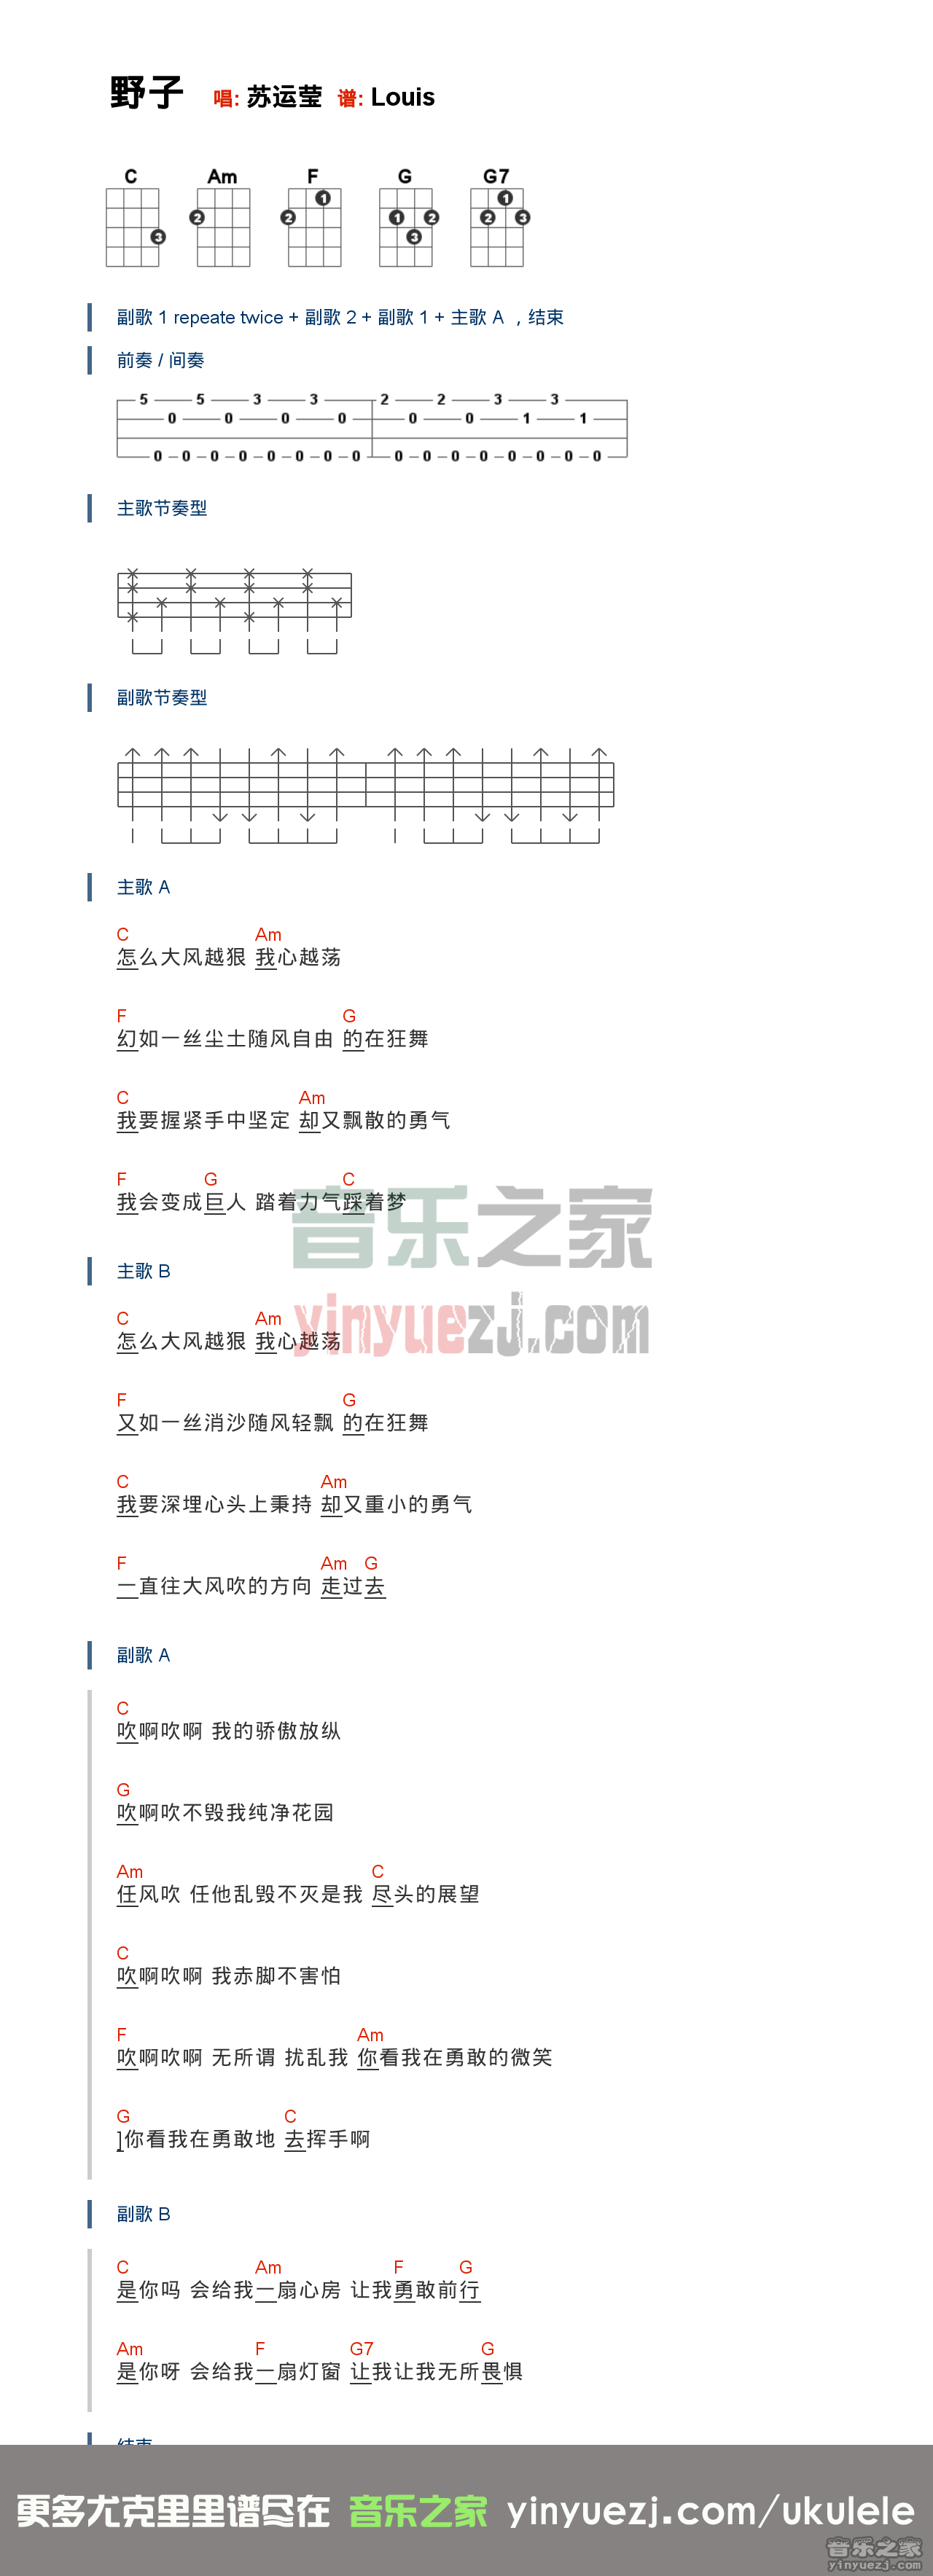 野子 唱: 苏运莹 谱: Louis
C Am F G G7
3 2 2 1 1 2 3 2 1 3
副歌 1 repeate twice + 副歌 2 + 副歌 1 + 主歌 A ，结束
前奏 / 间奏
5 5 3 3 2 2 3 3
0 0 0 0 0 0 1 1
0 0 0 0 0 0 0 0 0 0 0 0 0 0 0 0
主歌节奏型
副歌节奏型
主歌 A
C Am
怎么大风越狠 我心越荡
F G
幻如一丝尘土随风自由 的在狂舞
C Am
我要握紧手中坚定 却又飘散的勇气
F G C
我会变成巨人 踏着力气踩着梦
音乐之家
yinyuezj.com
主歌 B
C Am
怎么大风越狠 我心越荡
F G
又如一丝消沙随风轻飘 的在狂舞
C Am
我要深埋心头上秉持 却又重小的勇气
F Am G
一直往大风吹的方向 走过去
副歌 A
C
吹啊吹啊 我的骄傲放纵
G
吹啊吹不毁我纯净花园
Am C
任风吹 任他乱毁不灭是我 尽头的展望
C
吹啊吹啊 我赤脚不害怕
F Am
吹啊吹啊 无所谓 扰乱我 你看我在勇敢的微笑
G C
]你看我在勇敢地 去挥手啊
副歌 B
C Am F G
是你吗 会给我一扇心房 让我勇敢前行
Am F G7 G
是你呀 会给我一扇灯窗 让我让我无所畏惧
更多尤克里里谱尽在 音乐之家 yinyuezj.com/ukulele
音乐之家
yinyuezj.com